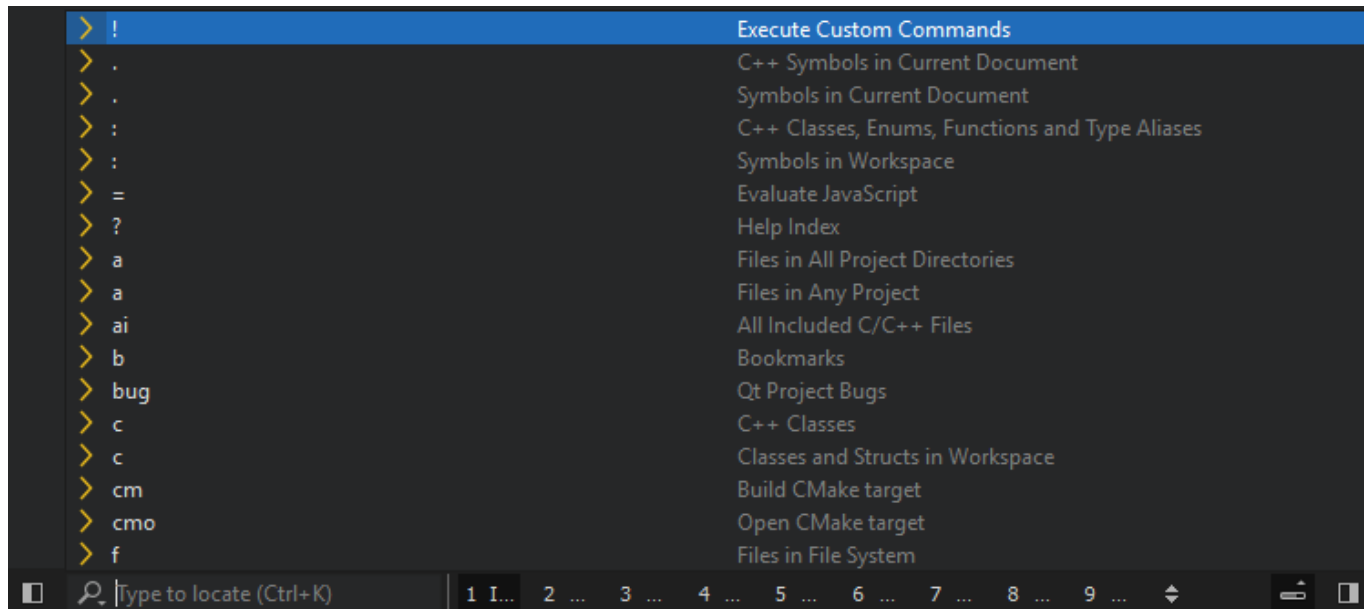 ! Execute Custom Commands
. C++ Symbols in Current Document
. Symbols in Current Document
: C++ Classes, Enums, Functions and Type Aliases
: Symbols in Workspace
= Evaluate JavaScript
? Help Index
a Files in All Project Directories
a Files in Any Project
ai All Included C/C++ Files
b Bookmarks
bug Qt Project Bugs
c C++ Classes
c Classes and Structs in Workspace
cm Build CMake target
cmo Open CMake target
f Files in File System
Type to locate (Ctrl+K) 1 I... 2 ... 3 ... 4 ... 5 ... 6 ... 7 ... 8 ... 9 ...